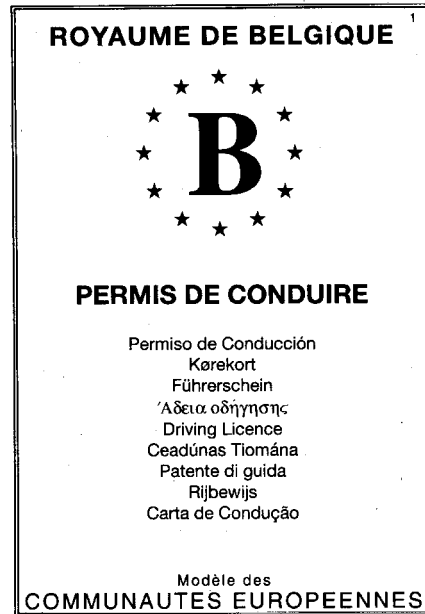 1
ROYAUME DE BELGIQUE
B
PERMIS DE CONDUIRE
Permiso de Conducción
Kørekort
Führerschein
Άδεια οδήγησης
Driving Licence
Ceadúnas Tiomána
Patente di guida
Rijbewijs
Carta de Condução
Modèle des
COMMUNAUTES EUROPEENNES